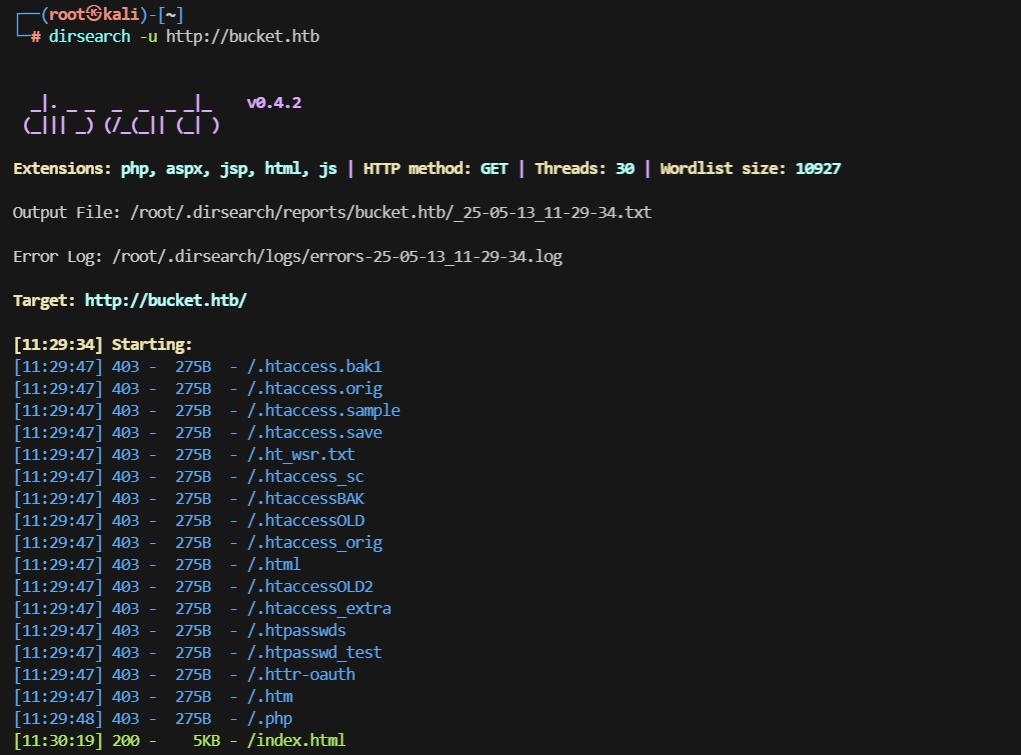 ┌──(root㉿kali)-[~]
└─# dirsearch -u http://bucket.htb
_|. _ _ _ _ _ _|_ v0.4.2
(_||| _) (/_(_|| (_| )
Extensions: php, aspx, jsp, html, js | HTTP method: GET | Threads: 30 | Wordlist size: 10927
Output File: /root/.dirsearch/reports/bucket.htb/_25-05-13_11-29-34.txt
Error Log: /root/.dirsearch/logs/errors-25-05-13_11-29-34.log
Target: http://bucket.htb/
[11:29:34] Starting:
[11:29:47] 403 - 275B - /.htaccess.bak1
[11:29:47] 403 - 275B - /.htaccess.orig
[11:29:47] 403 - 275B - /.htaccess.sample
[11:29:47] 403 - 275B - /.htaccess.save
[11:29:47] 403 - 275B - /.ht_wsr.txt
[11:29:47] 403 - 275B - /.htaccess_sc
[11:29:47] 403 - 275B - /.htaccessBAK
[11:29:47] 403 - 275B - /.htaccessOLD
[11:29:47] 403 - 275B - /.htaccess_orig
[11:29:47] 403 - 275B - /.html
[11:29:47] 403 - 275B - /.htaccessOLD2
[11:29:47] 403 - 275B - /.htaccess_extra
[11:29:47] 403 - 275B - /.htpasswds
[11:29:47] 403 - 275B - /.htpasswd_test
[11:29:47] 403 - 275B - /.httr-oauth
[11:29:47] 403 - 275B - /.htm
[11:29:48] 403 - 275B - /.php
[11:30:19] 200 - 5KB - /index.html